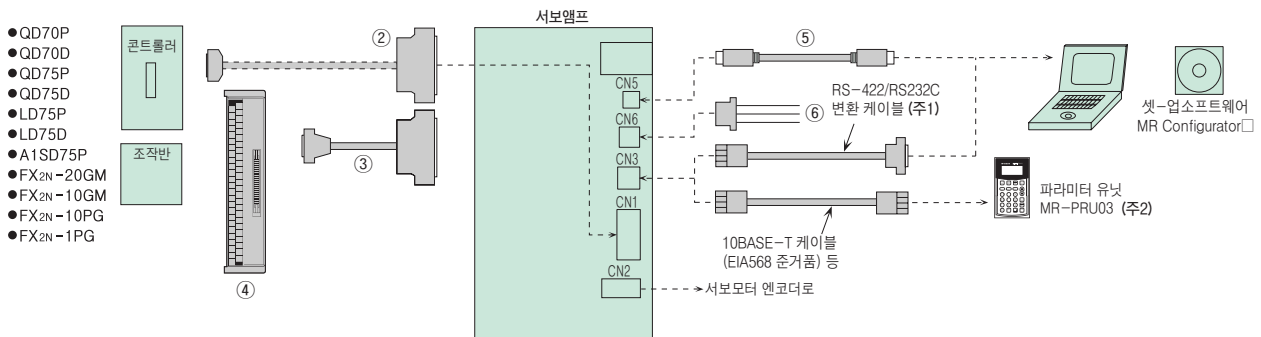 ●QD70P
●QD70D
●QD75P
●QD75D
●LD75P
●LD75D
●A1SD75P
●FX2N-20GM
●FX2N-10GM
●FX2N-10PG
●FX2N-1PG
콘트롤러
조작반
②
③
④
서보앰프
CN5
CN6
CN3
CN1
CN2
⑤
RS-422/RS232C
변환 케이블 (주1)
⑥
10BASE-T 케이블
(EIA568 준거품) 등
서보모터 엔코더로
셋-업소프트웨어
MR Configurator□
파라미터 유닛
MR-PRU03 (주2)